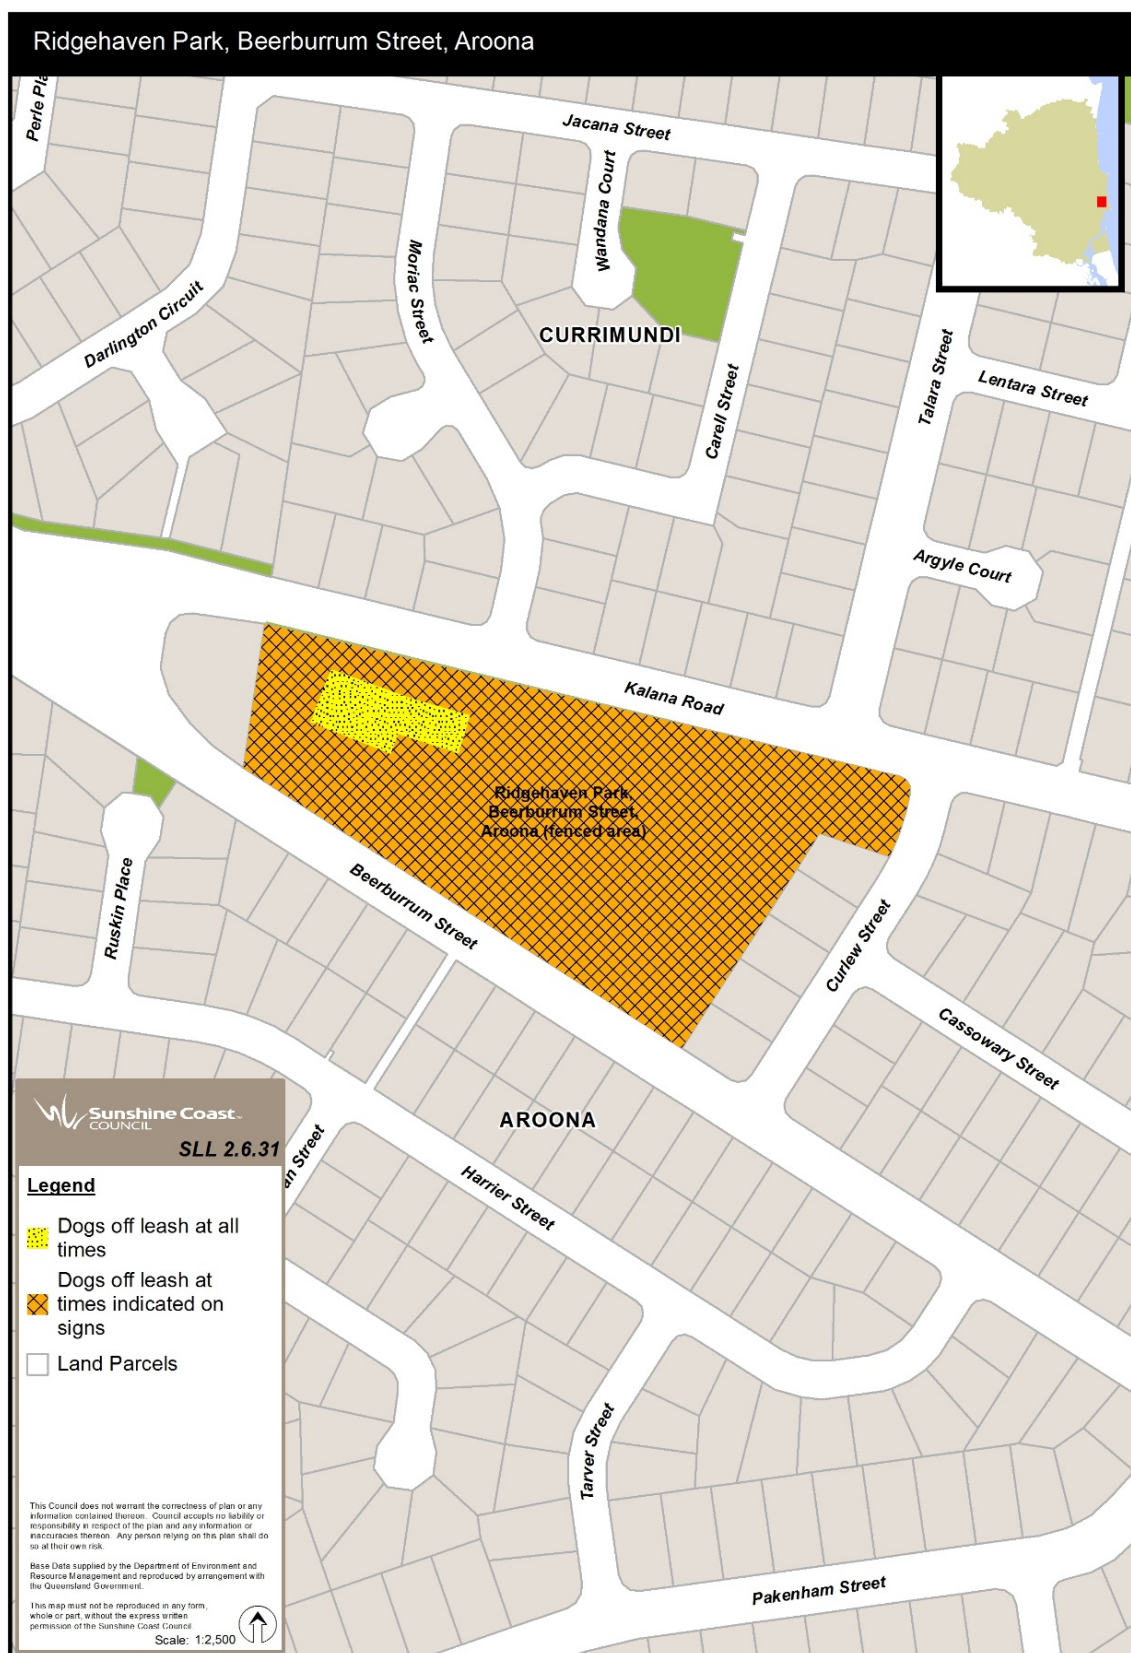 Ridgehaven Park, Beerburrum Street, Aroona
Jacana Street
Wandana Court
Moriac Street
Darlington Circuit
CURRIMUNDI
Carell Street
Talara Street
Lentara Street
Argyle Court
Kalana Road
Ridgehaven Park,
Beerburrum Street,
Aroona (fenced area)
Beerburrum Street
Ruskin Place
Curlew Street
Cassowary Street
AROONA
Harrier Street
an Street
Tarver Street
Pakenham Street
Sunshine Coast
COUNCIL
SLL 2.6.31
Legend
Dogs off leash at all
times
Dogs off leash at
times indicated on
signs
Land Parcels
This Council does not warrant the correctness of plan or any
information contained thereon. Council accepts no liability or
responsibility in respect of the plan and any information or
inaccuracies thereon. Any person relying on this plan shall do
so at their own risk.
Base Data supplied by the Department of Environment and
Resource Management and reproduced by arrangement with
the Queensland Government.
This map must not be reproduced in any form,
whole or part, without the express written
permission of the Sunshine Coast Council.
Scale: 1:2,500